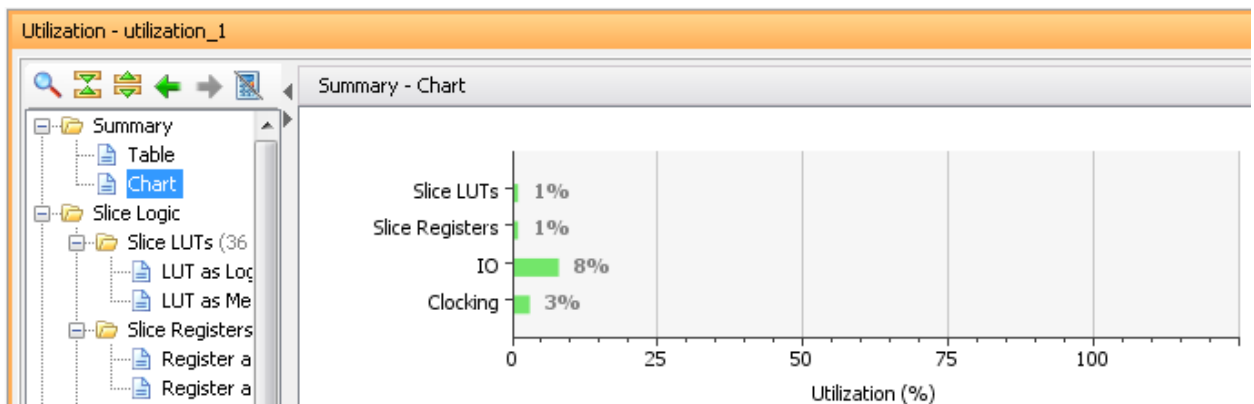 Utilization - utilization_1
Summary - Chart
Summary
Table
Chart
Slice Logic
Slice LUTs (36
LUT as Log
LUT as Me
Slice Registers
Register a
Register a
Slice LUTs 1%
Slice Registers 1%
IO 8%
Clocking 3%
0 25 50 75 100
Utilization (%)